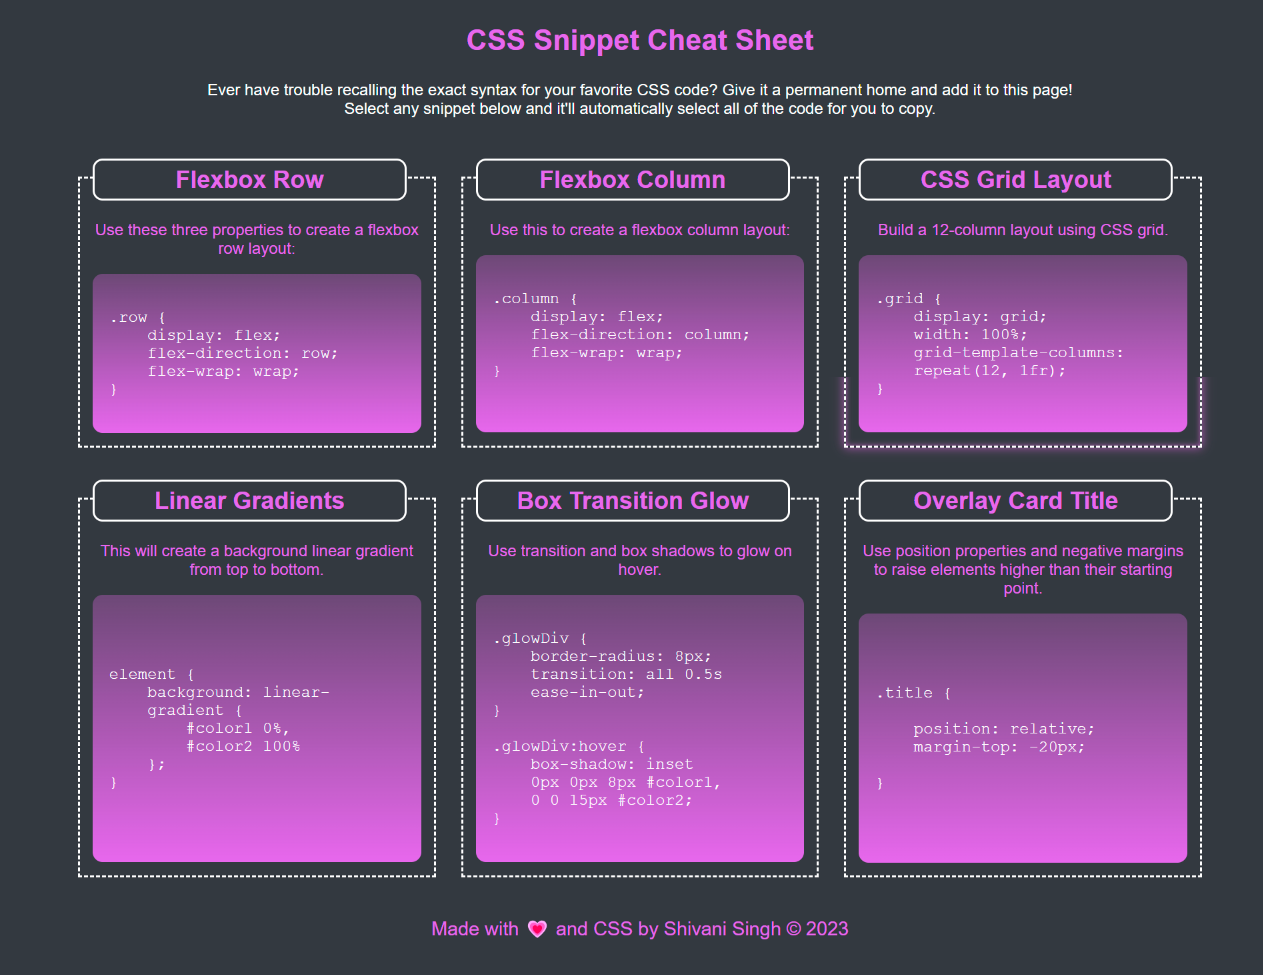 CSS Snippet Cheat Sheet
Ever have trouble recalling the exact syntax for your favorite CSS code? Give it a permanent home and add it to this page!
Select any snippet below and it'll automatically select all of the code for you to copy.
Flexbox Row
Use these three properties to create a flexbox
row layout:
.row {
    display: flex;
    flex-direction: row;
    flex-wrap: wrap;
}
Flexbox Column
Use this to create a flexbox column layout:
.column {
    display: flex;
    flex-direction: column;
    flex-wrap: wrap;
}
CSS Grid Layout
Build a 12-column layout using CSS grid.
.grid {
    display: grid;
    width: 100%;
    grid-template-columns:
    repeat(12, 1fr);
}
Linear Gradients
This will create a background linear gradient
from top to bottom.
element {
    background: linear-
    gradient {
        #color1 0%,
        #color2 100%
    };
}
Box Transition Glow
Use transition and box shadows to glow on
hover.
.glowDiv {
    border-radius: 8px;
    transition: all 0.5s
    ease-in-out;
}
.glowDiv:hover {
    box-shadow: inset
    0px 0px 8px #color1,
    0 0 15px #color2;
}
Overlay Card Title
Use position properties and negative margins
to raise elements higher than their starting
point.
.title {
    position: relative;
    margin-top: -20px;
}
Made with 💗 and CSS by Shivani Singh © 2023